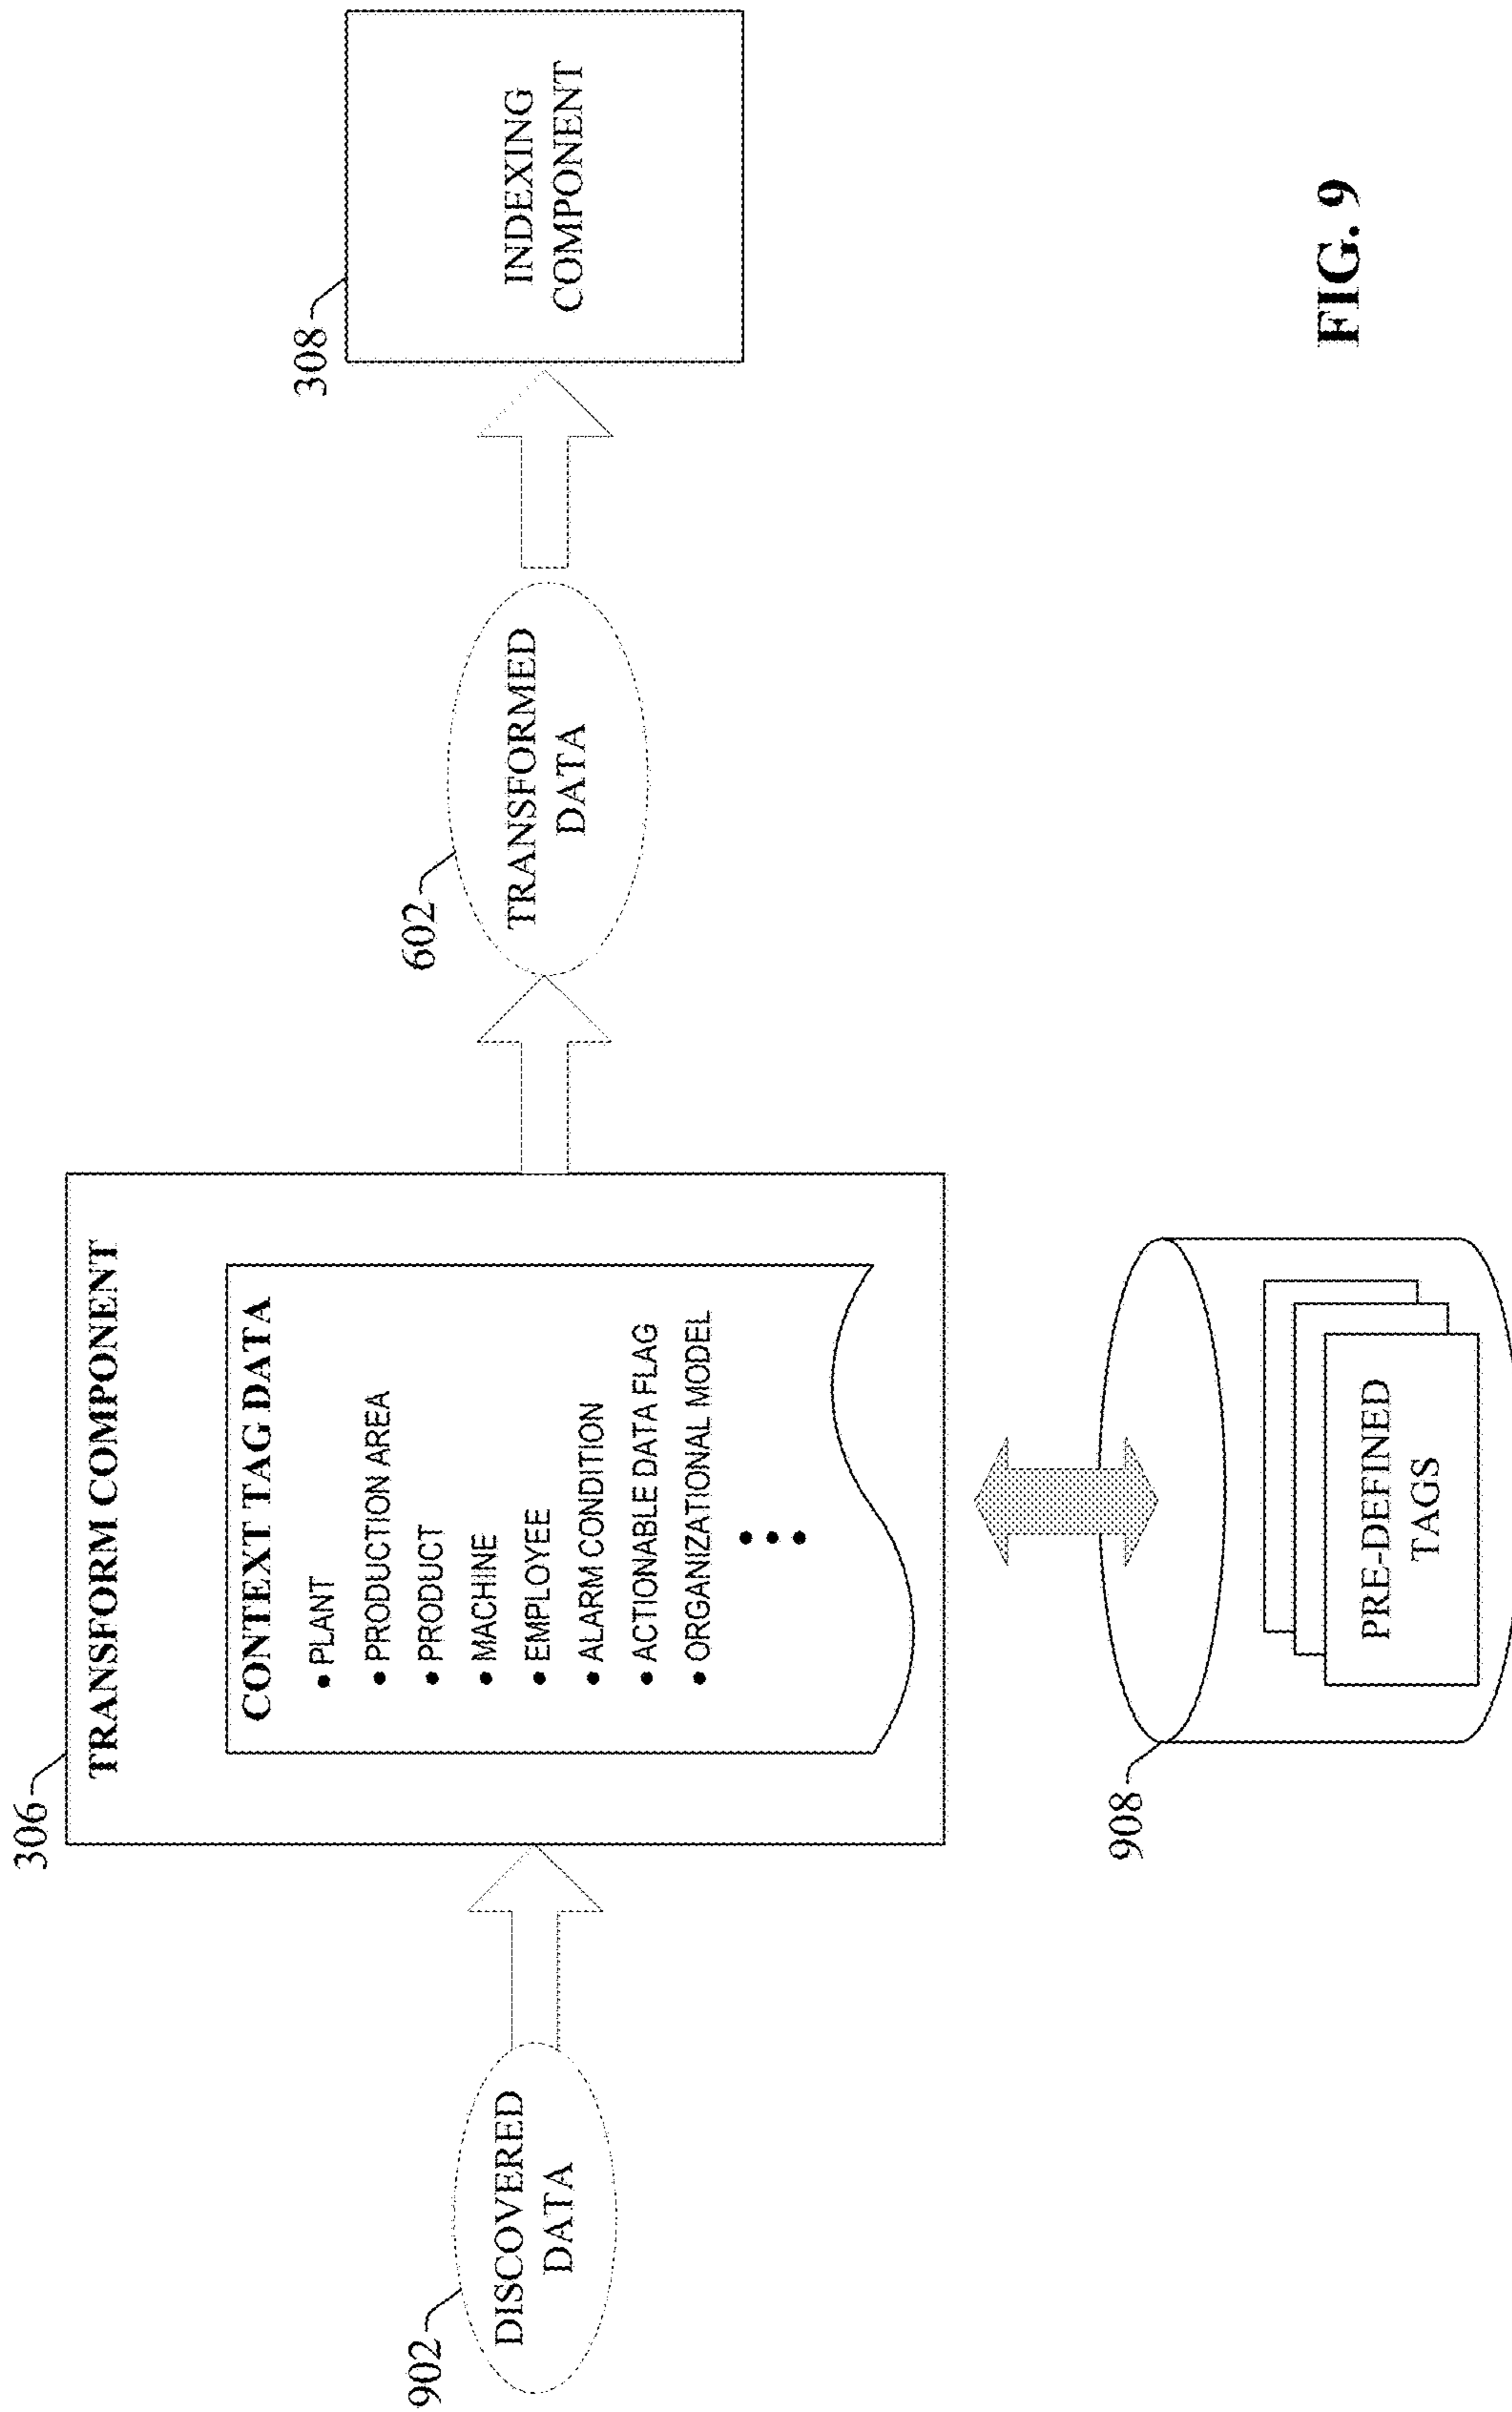 306
TRANSFORM COMPONENT
CONTEXT TAG DATA
• PLANT
• PRODUCTION AREA
• PRODUCT
• MACHINE
• EMPLOYEE
• ALARM CONDITION
• ACTIONABLE DATA FLAG
• ORGANIZATIONAL MODEL
902
DISCOVERED
DATA
602
TRANSFORMED
DATA
308
INDEXING
COMPONENT
908
PRE-DEFINED
TAGS
FIG. 9